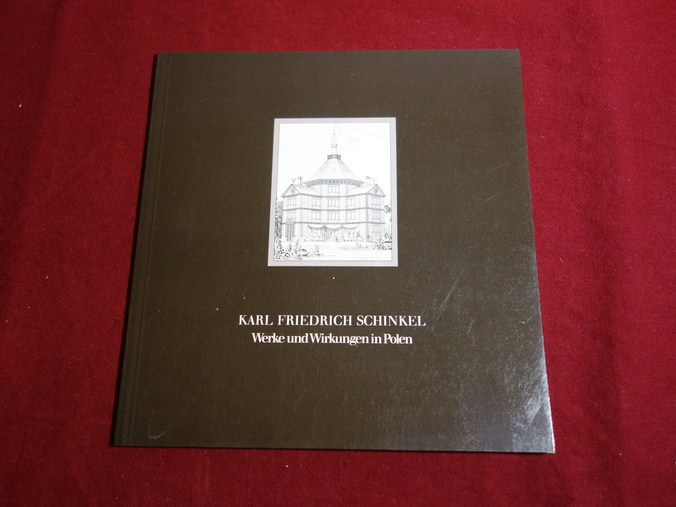 KARL FRIEDRICH SCHINKEL
Werke und Wirkungen in Polen